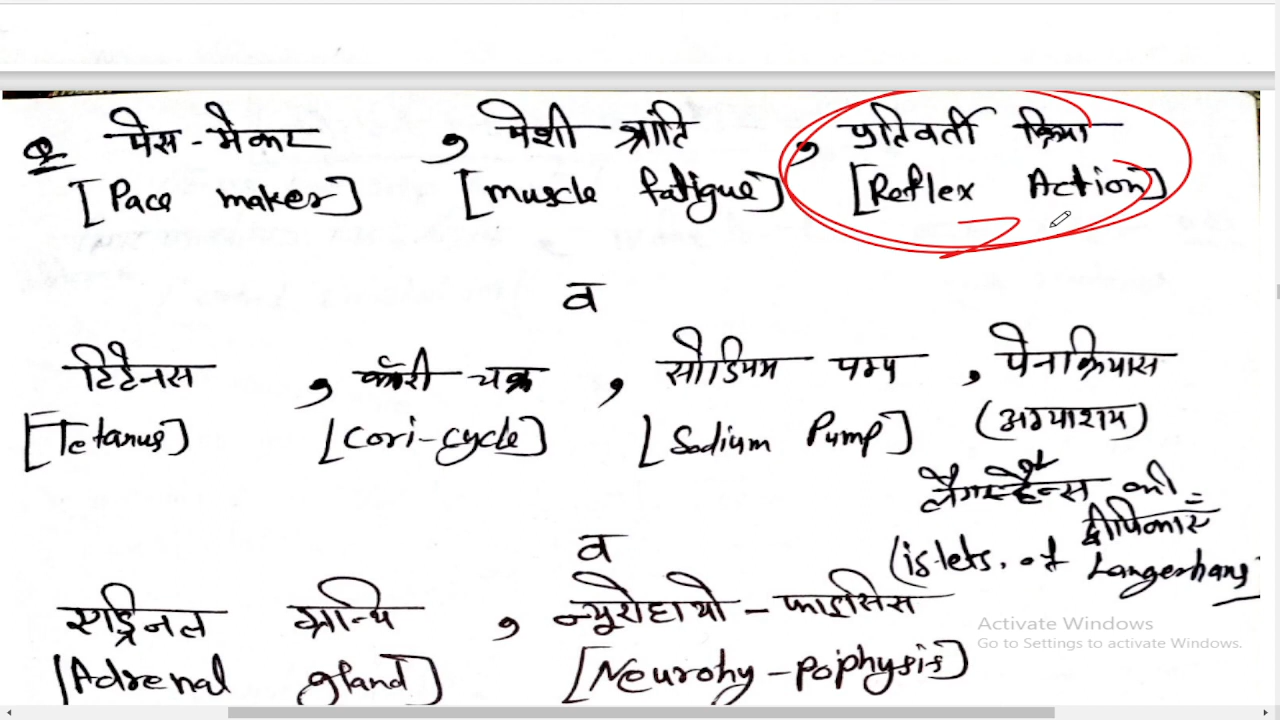 Q पेस-मेकर , पेशी श्रांति , प्रतिवर्ती क्रिया
[Pace maker] [muscle fatigue] [Reflex Action]
व
टिटेनस , कॉरी चक्र , सोडियम पम्प , पेनक्रियास
[Tetanus] [Cori-cycle] [Sodium Pump] (अग्न्याशय)
की
द्वीपिकाएं
व
(islets. of Langerhans
एड्रिनल ग्रन्थि , न्यूरोहायपो-फाइसिस
[Adrenal gland] [Neurohy-pophysis]
Activate Windows
Go to Settings to activate Windows.